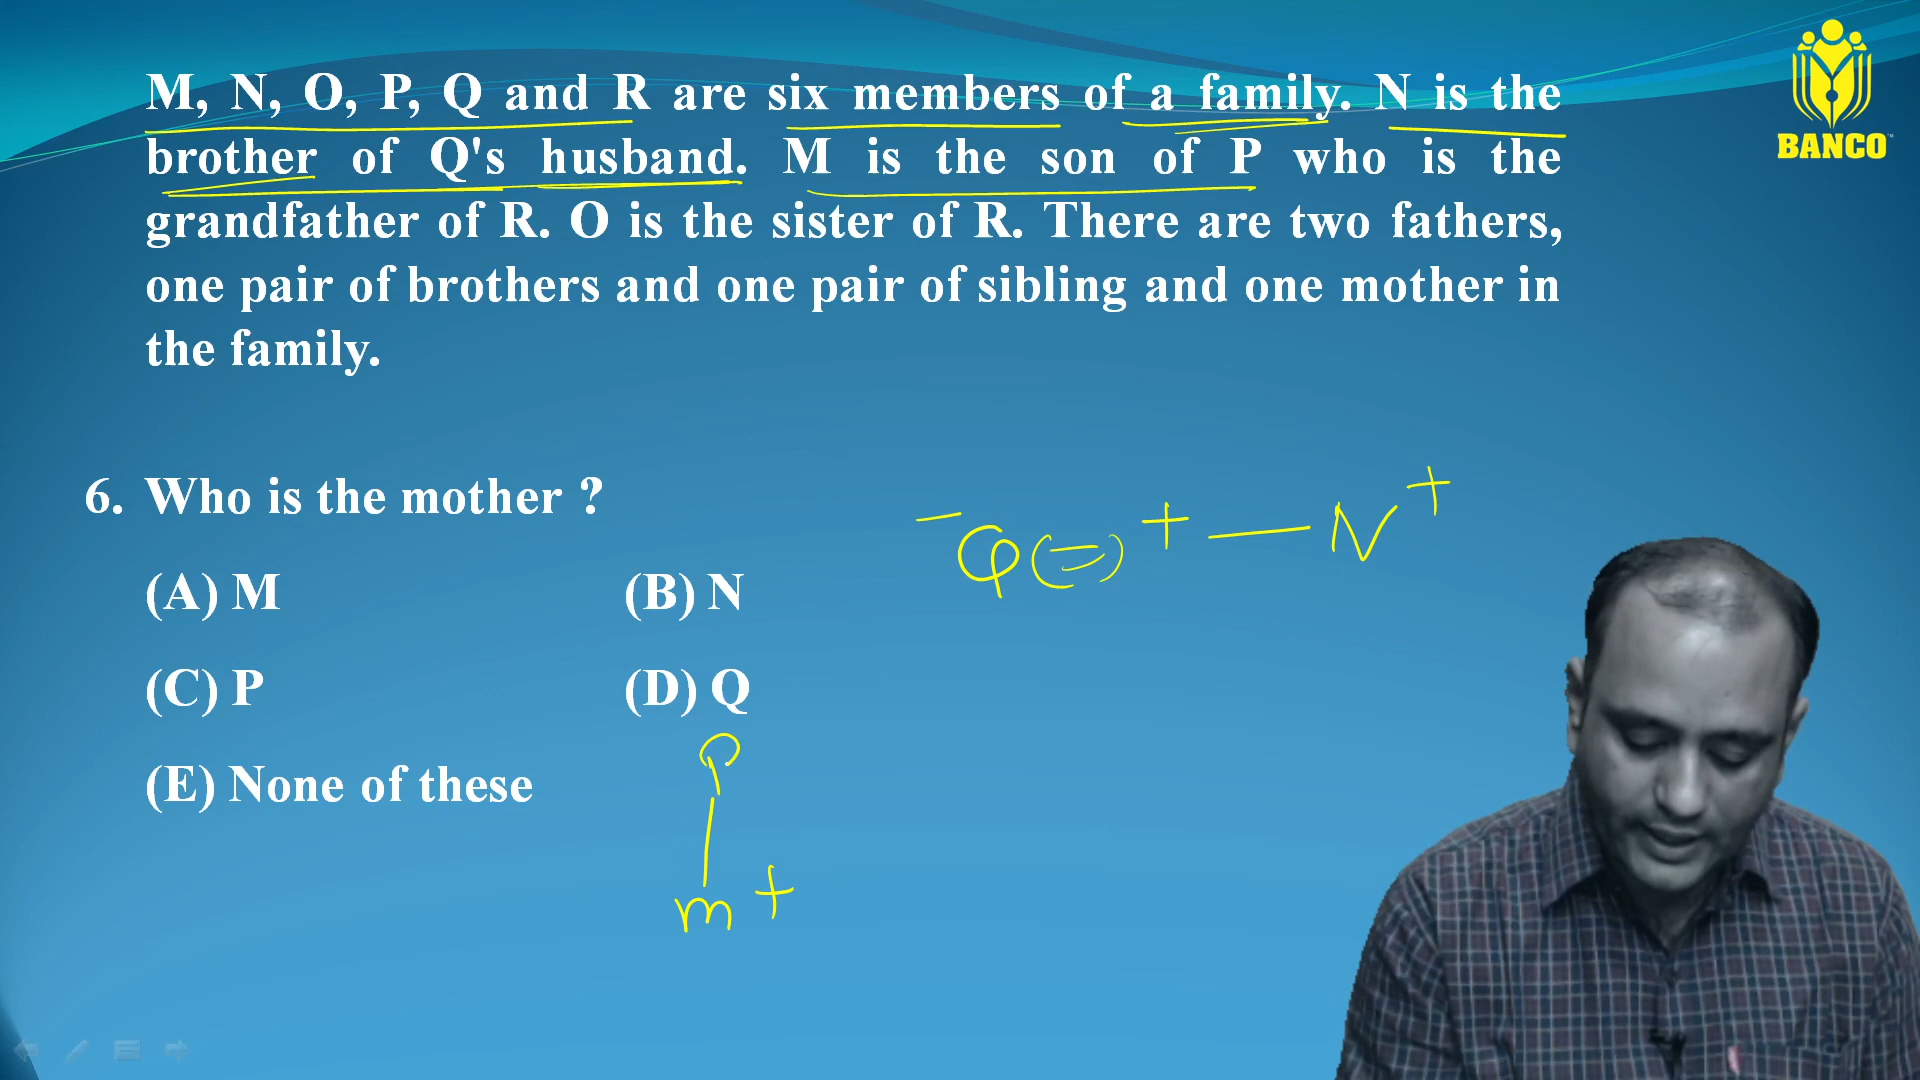 M, N, O, P, Q and R are six members of a family. N is the
brother of Q's husband. M is the son of P who is the
grandfather of R. O is the sister of R. There are two fathers,
one pair of brothers and one pair of sibling and one mother in
the family.
BANCO
6. Who is the mother ?
(A) M (B) N
(C) P (D) Q
(E) None of these
- Q (=) + — N +
P
m +